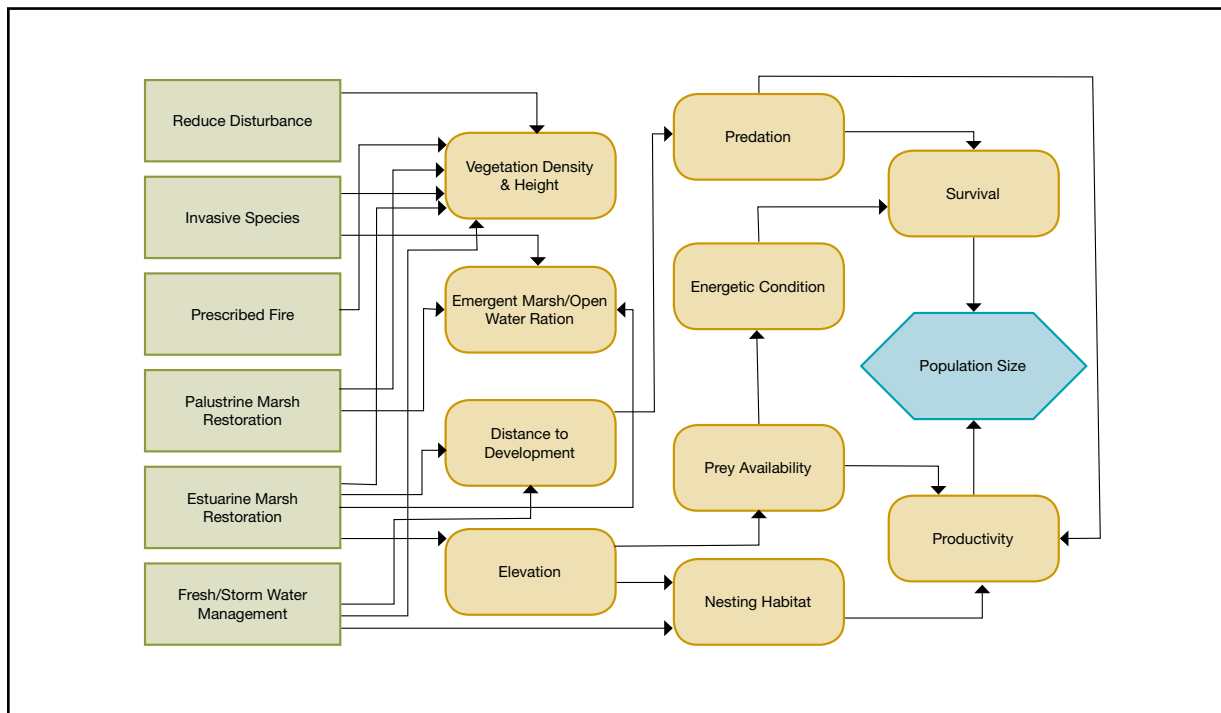 Reduce Disturbance
Invasive Species
Prescribed Fire
Palustrine Marsh
Restoration
Estuarine Marsh
Restoration
Fresh/Storm Water
Management
Vegetation Density
& Height
Emergent Marsh/Open
Water Ration
Distance to
Development
Elevation
Predation
Energetic Condition
Prey Availability
Nesting Habitat
Survival
Population Size
Productivity